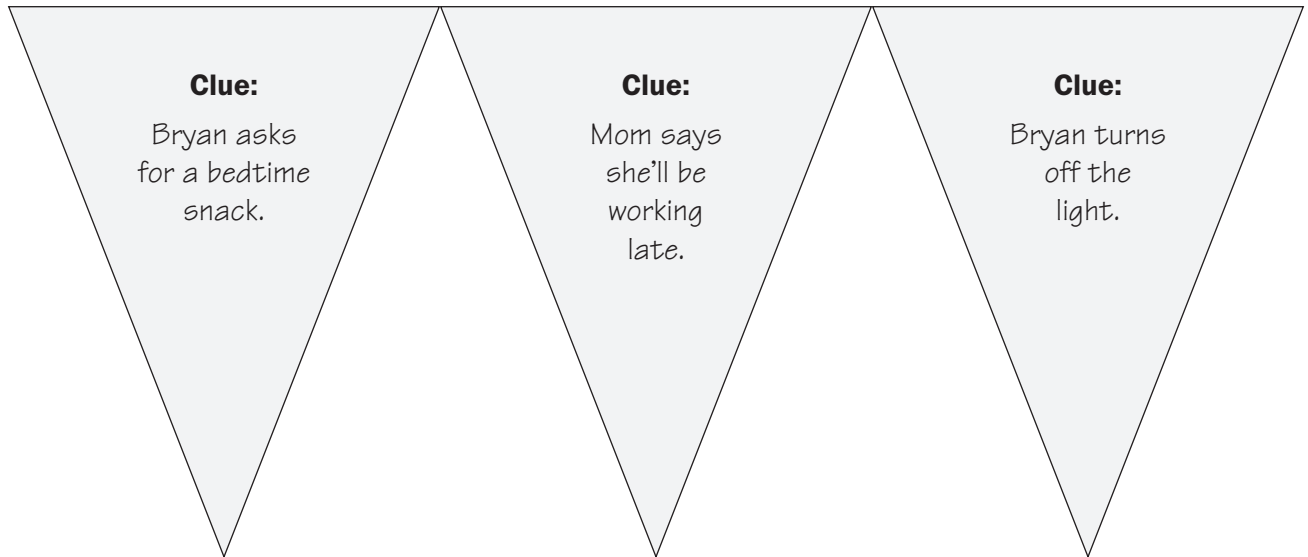 Clue:
Bryan asks
for a bedtime
snack.
Clue:
Mom says
she'll be
working
late.
Clue:
Bryan turns
off the
light.